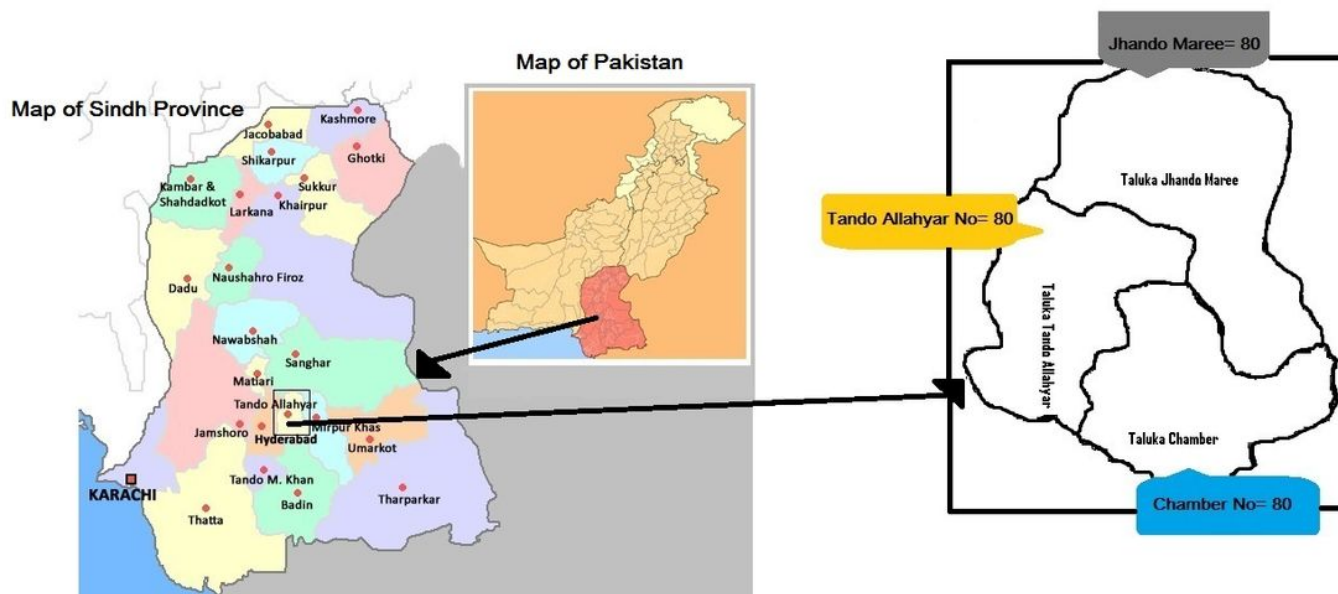 Map of Sindh Province
Map of Pakistan
Jhando Maree= 80
Kashmore
Jacobabad
Shikarpur
Ghotki
Kambar &
Shahdadkot
Sukkur
Larkana
Khairpur
Taluka Jhando Maree
Tando Allahyar No= 80
Naushahro Firoz
Dadu
Nawabshah
Sanghar
Matiari
Taluka Tando Allahyar
Tando Allahyar
Mirpur Khas
Jamshoro
Hyderabad
Umarkot
Taluka Chamber
Tando M. Khan
KARACHI
Badin
Tharparkar
Thatta
Chamber No= 80